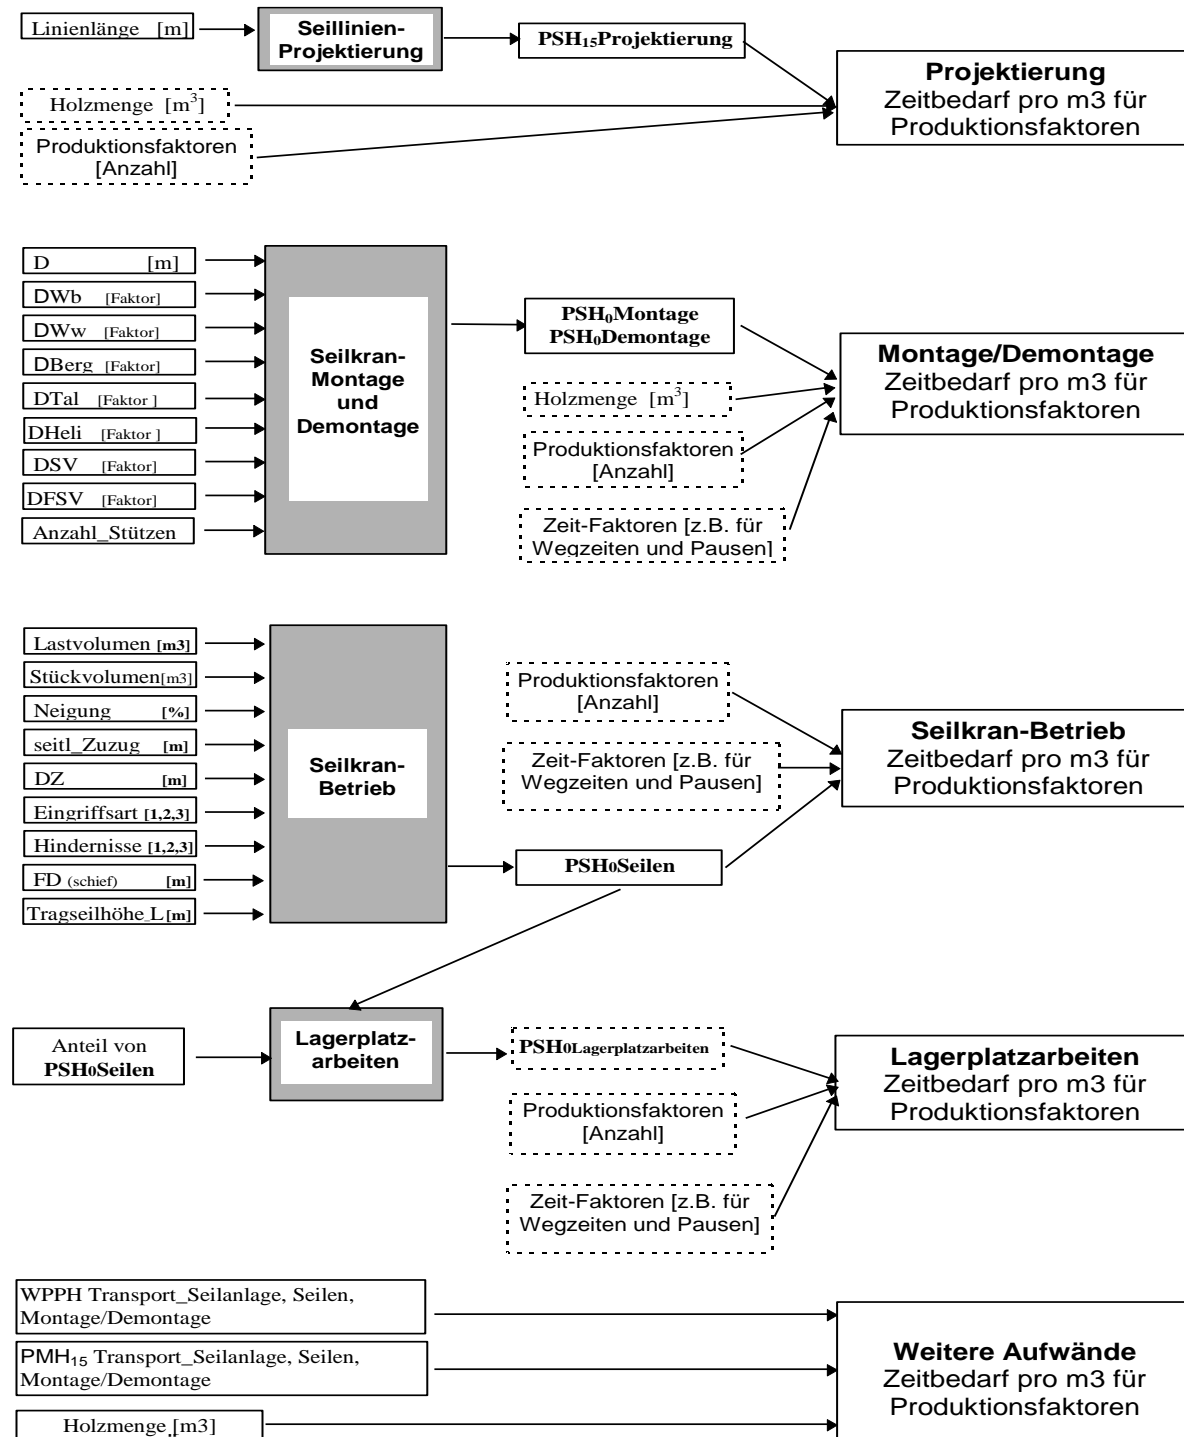 Linienlänge [m]
Seillinien-
Projektierung
PSH₁₅Projektierung
Projektierung
Zeitbedarf pro m3 für
Produktionsfaktoren
Holzmenge [m³]
Produktionsfaktoren
[Anzahl]
D [m]
DWb [Faktor]
DWw [Faktor]
DBerg [Faktor]
DTal [Faktor ]
DHeli [Faktor ]
DSV [Faktor]
DFSV [Faktor]
Anzahl_Stützen
Seilkran-
Montage
und
Demontage
PSH₀Montage
PSH₀Demontage
Holzmenge [m³]
Produktionsfaktoren
[Anzahl]
Zeit-Faktoren [z.B. für
Wegzeiten und Pausen]
Montage/Demontage
Zeitbedarf pro m3 für
Produktionsfaktoren
Lastvolumen [m3]
Stückvolumen[m3]
Neigung [%]
seitl_Zuzug [m]
DZ [m]
Eingriffsart [1,2,3]
Hindernisse [1,2,3]
FD (schief) [m]
Tragseilhöhe_L[m]
Seilkran-
Betrieb
Produktionsfaktoren
[Anzahl]
Zeit-Faktoren [z.B. für
Wegzeiten und Pausen]
PSH₀Seilen
Seilkran-Betrieb
Zeitbedarf pro m3 für
Produktionsfaktoren
Anteil von
PSH₀Seilen
Lagerplatz-
arbeiten
PSH₀Lagerplatzarbeiten
Produktionsfaktoren
[Anzahl]
Zeit-Faktoren [z.B. für
Wegzeiten und Pausen]
Lagerplatzarbeiten
Zeitbedarf pro m3 für
Produktionsfaktoren
WPPH Transport_Seilanlage, Seilen,
Montage/Demontage
PMH₁₅ Transport_Seilanlage, Seilen,
Montage/Demontage
Holzmenge [m3]
Weitere Aufwände
Zeitbedarf pro m3 für
Produktionsfaktoren